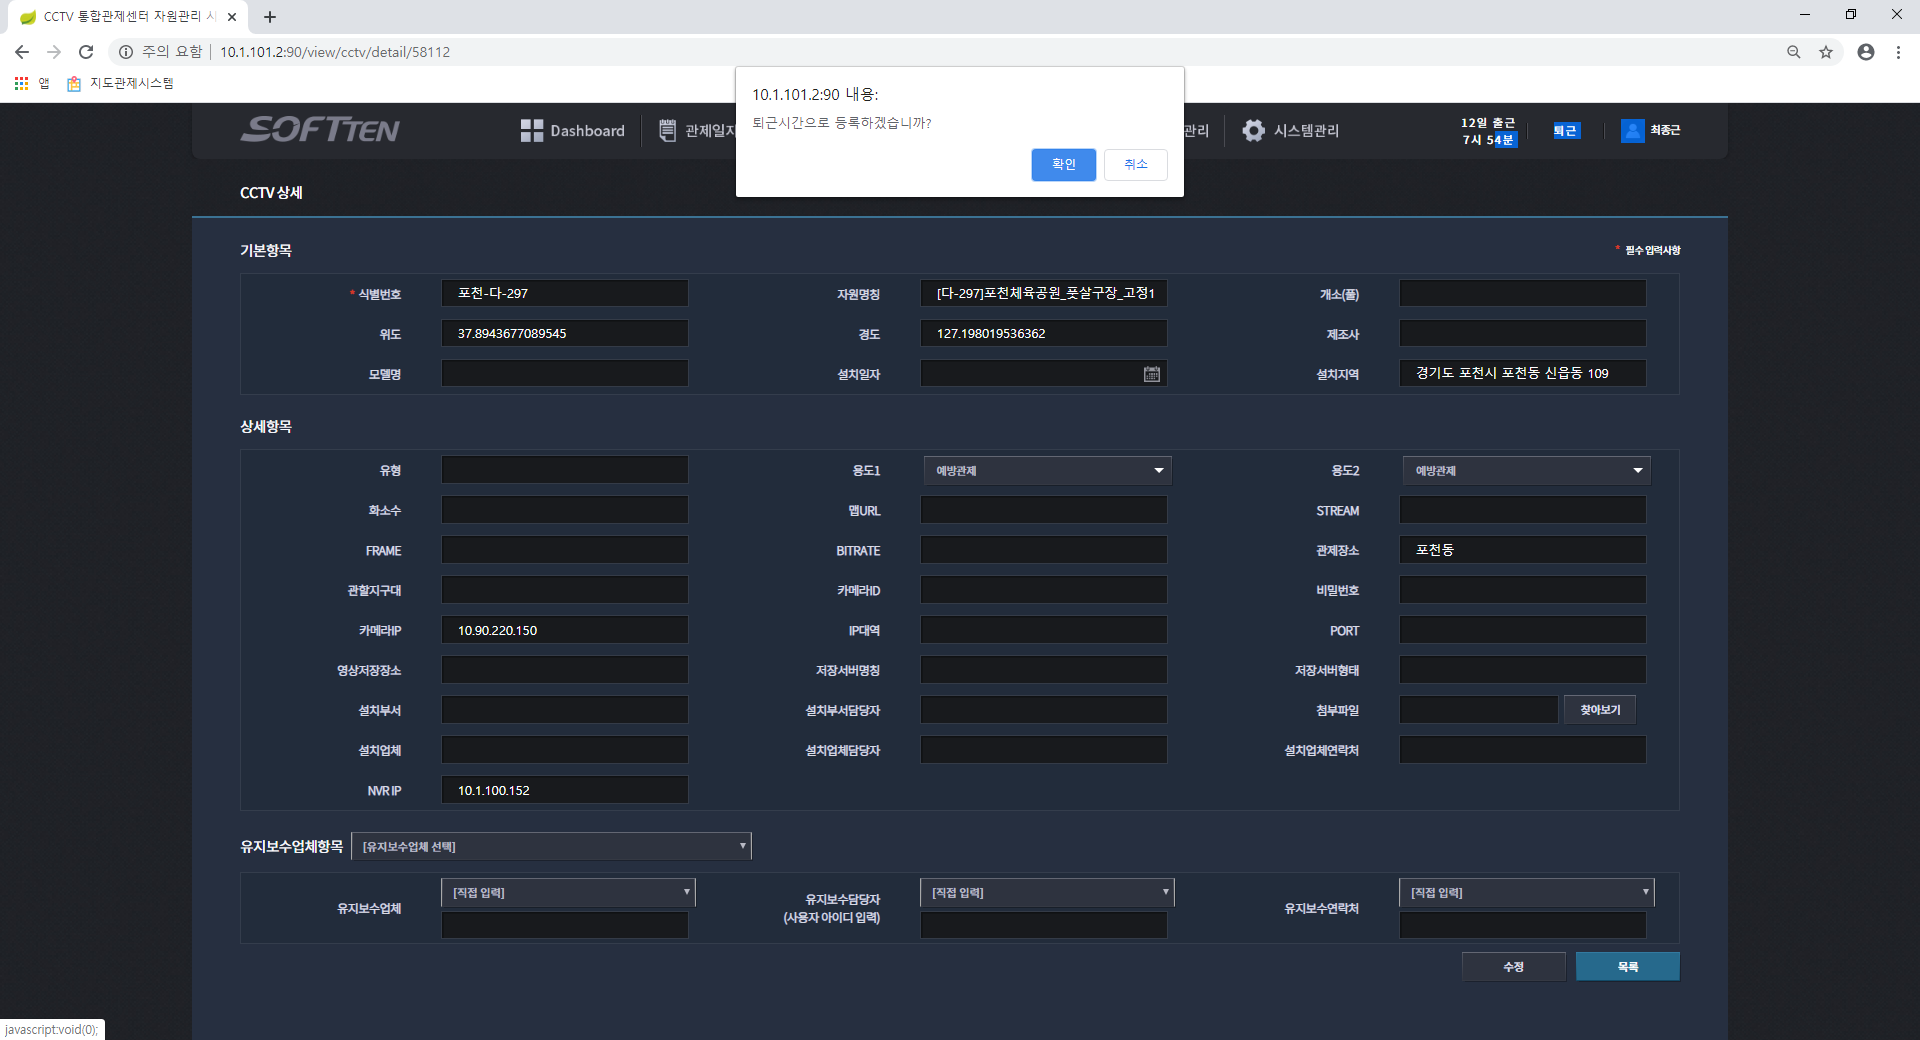 CCTV 통합관제센터 자원관리 시
주의 요함 10.1.101.2:90/view/cctv/detail/58112
앱 지도관제시스템
10.1.101.2:90 내용:
퇴근시간으로 등록하겠습니까?
확인 취소
SOFTTEN Dashboard 관제일지 관리 시스템관리 12일 출근 퇴근 최종근
7시 54분
CCTV 상세
기본항목 * 필수 입력사항
* 식별번호 포천-다-297 자원명칭 [다-297]포천체육공원_풋살구장_고정1 개소(풀)
위도 37.8943677089545 경도 127.198019536362 제조사
모델명 설치일자 설치지역 경기도 포천시 포천동 신읍동 109
상세항목
유형 용도1 예방관제 용도2 예방관제
화소수 맵URL STREAM
FRAME BITRATE 관제장소 포천동
관할지구대 카메라ID 비밀번호
카메라IP 10.90.220.150 IP대역 PORT
영상저장장소 저장서버명칭 저장서버형태
설치부서 설치부서담당자 첨부파일 찾아보기
설치업체 설치업체담당자 설치업체연락처
NVR IP 10.1.100.152
유지보수업체항목 [유지보수업체 선택]
유지보수업체 [직접 입력] 유지보수담당자 [직접 입력] 유지보수연락처 [직접 입력]
(사용자 아이디 입력)
수정 목록
javascript:void(0);